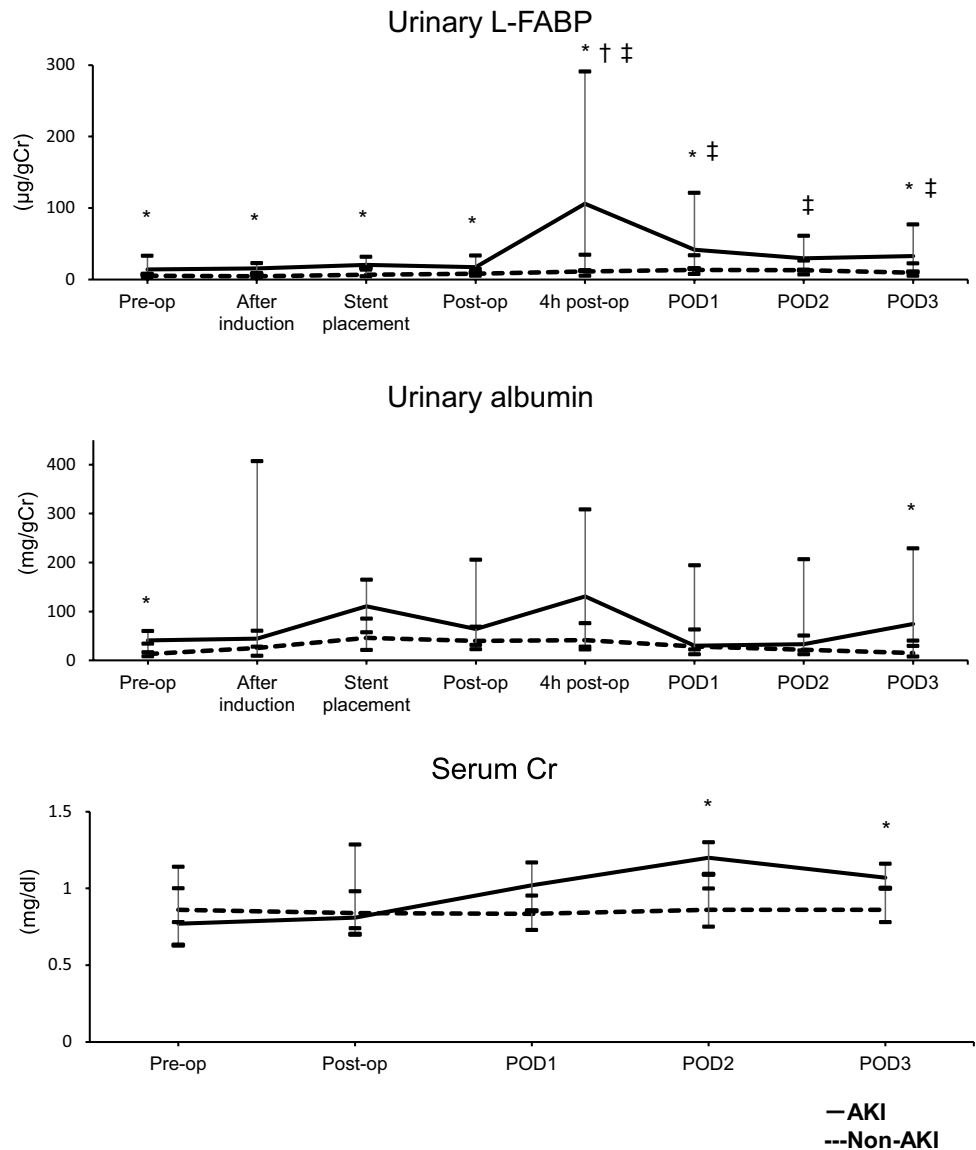 Urinary L-FABP
* † ‡
300
200
(µg/gCr)
* ‡
* ‡
‡
* * * *
100
0
Pre-op After induction Stent placement Post-op 4h post-op POD1 POD2 POD3
Urinary albumin
400
*
300
(mg/gCr)
200
*
100
0
Pre-op After induction Stent placement Post-op 4h post-op POD1 POD2 POD3
Serum Cr
*
1.5
*
1
(mg/dl)
0.5
0
Pre-op Post-op POD1 POD2 POD3
AKI
Non-AKI